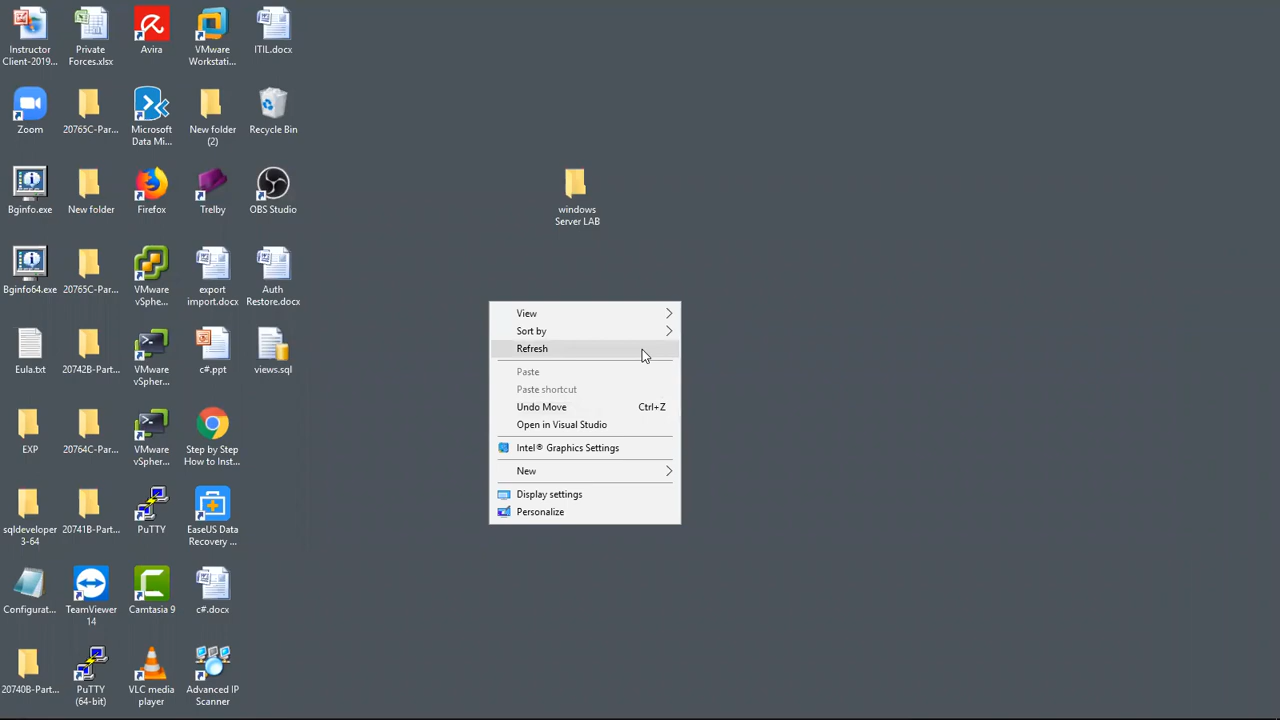 Instructor
Client-2019...
Private
Forces.xlsx
Avira
VMware
Workstati...
ITIL.docx
Zoom
20765C-Par...
Microsoft
Data Mi...
New folder
(2)
Recycle Bin
Bginfo.exe
New folder
Firefox
Trelby
OBS Studio
windows
Server LAB
Bginfo64.exe
20765C-Par...
VMware
vSphe...
export
import.docx
Auth
Restore.docx
Eula.txt
20742B-Part...
VMware
vSpher...
c#.ppt
views.sql
EXP
20764C-Par...
VMware
vSpher...
Step by Step
How to Inst...
sqldeveloper
3-64
20741B-Part...
PuTTY
EaseUS Data
Recovery ...
Configurat...
TeamViewer
14
Camtasia 9
c#.docx
20740B-Part...
PuTTY
(64-bit)
VLC media
player
Advanced IP
Scanner
View
Sort by
Refresh
Paste
Paste shortcut
Undo Move Ctrl+Z
Open in Visual Studio
Intel® Graphics Settings
New
Display settings
Personalize